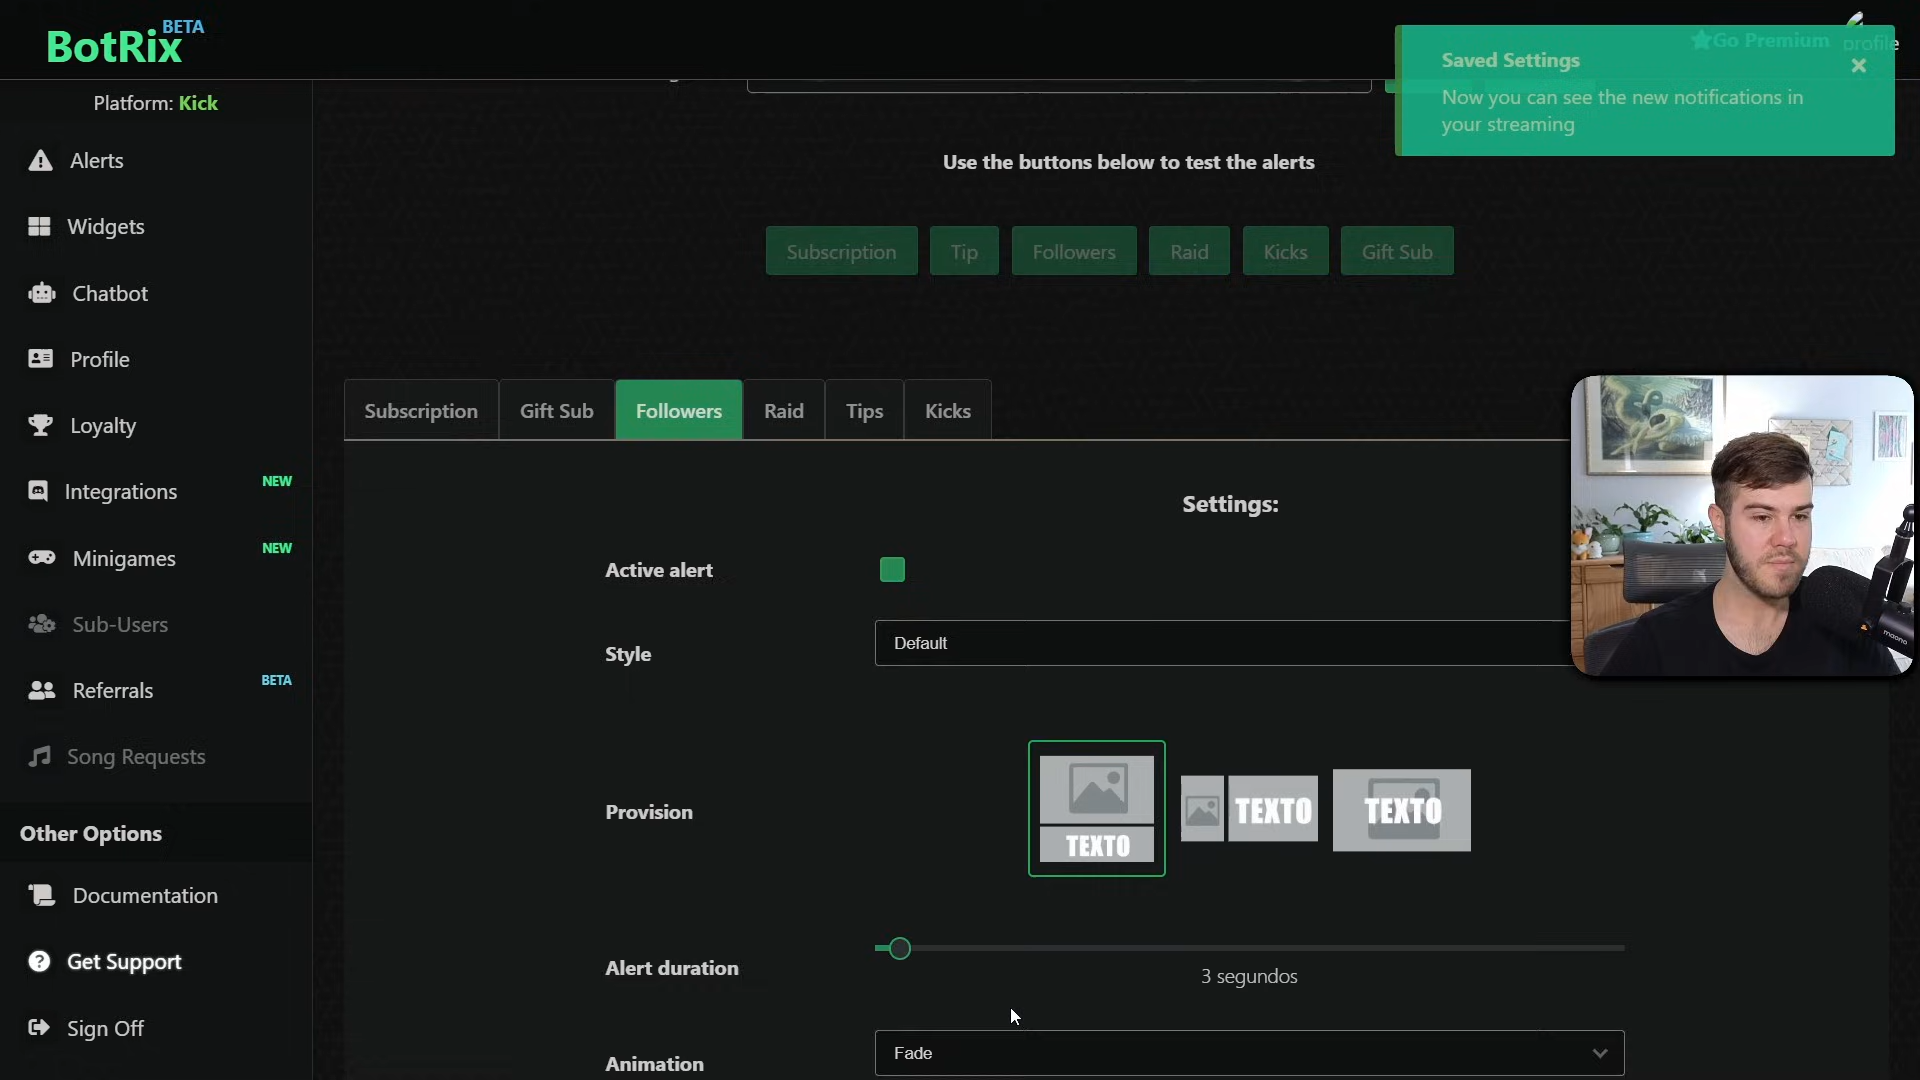 BotRix BETA
Go Premium
profile
Saved Settings
Now you can see the new notifications in
your streaming
Platform: Kick
Alerts
Widgets
Chatbot
Profile
Loyalty
Integrations NEW
Minigames NEW
Sub-Users
Referrals BETA
Song Requests
Other Options
Documentation
Get Support
Sign Off
Use the buttons below to test the alerts
Subscription Tip Followers Raid Kicks Gift Sub
Subscription Gift Sub Followers Raid Tips Kicks
Settings:
Active alert
Style Default
Provision
TEXTO
TEXTO
TEXTO
Alert duration
3 segundos
Animation Fade
maono